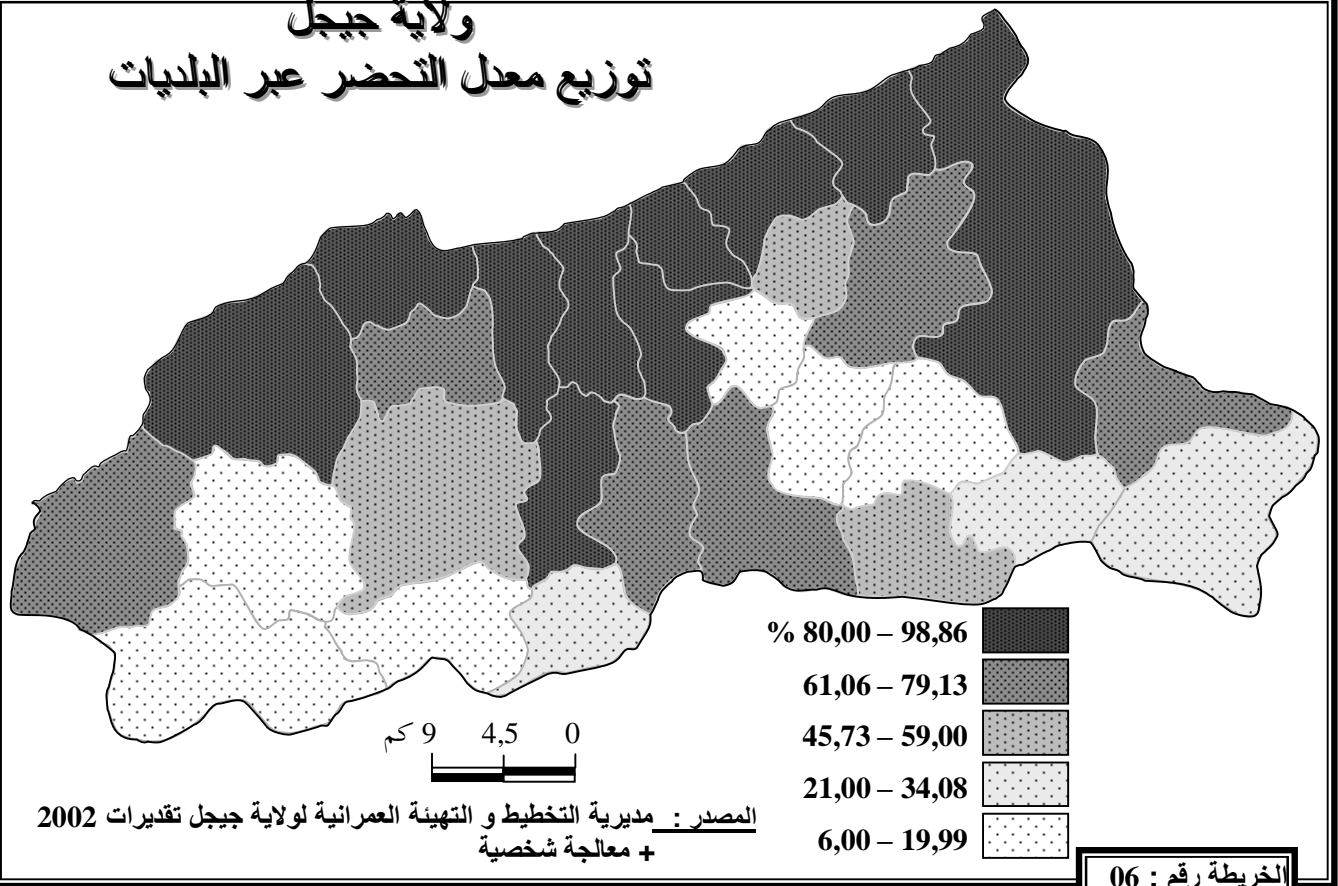 ولاية جيجل
توزيع معدل التحضر عبر البلديات
% 80,00 – 98,86
61,06 – 79,13
45,73 – 59,00
21,00 – 34,08
6,00 – 19,99
0 4,5 9 كم
المصدر : مديرية التخطيط و التهيئة العمرانية لولاية جيجل تقديرات 2002
+ معالجة شخصية
الخريطة رقم : 06